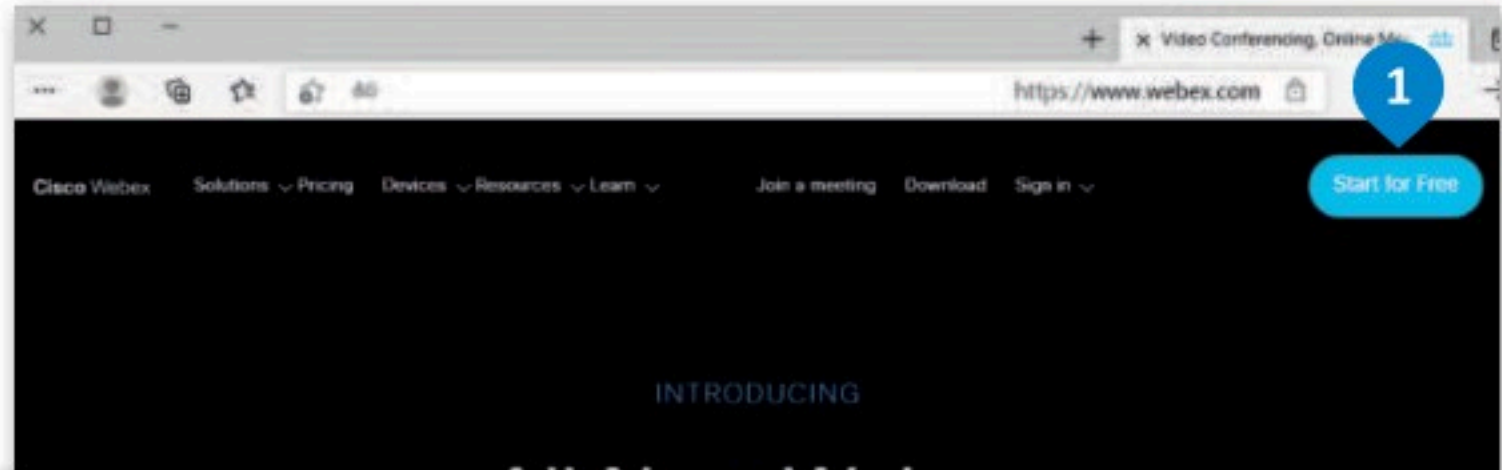 Video Conferencing, Online
https://www.webex.com
1
Cisco Webex Solutions Pricing Devices Resources Learn Join a meeting Download Sign in Start for Free
INTRODUCING